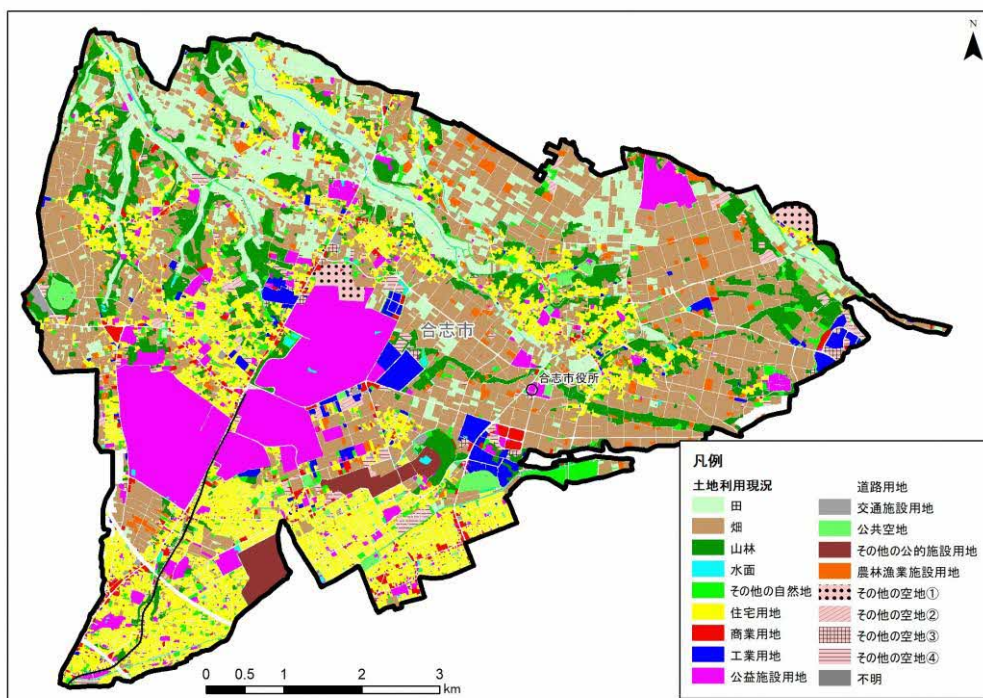 N
合志市
合志市役所
凡例
土地利用現況
田
畑
山林
水面
その他の自然地
住宅用地
商業用地
工業用地
公益施設用地
道路用地
交通施設用地
公共空地
その他の公的施設用地
農林漁業施設用地
その他の空地①
その他の空地②
その他の空地③
その他の空地④
不明
0 0.5 1 2 3
km